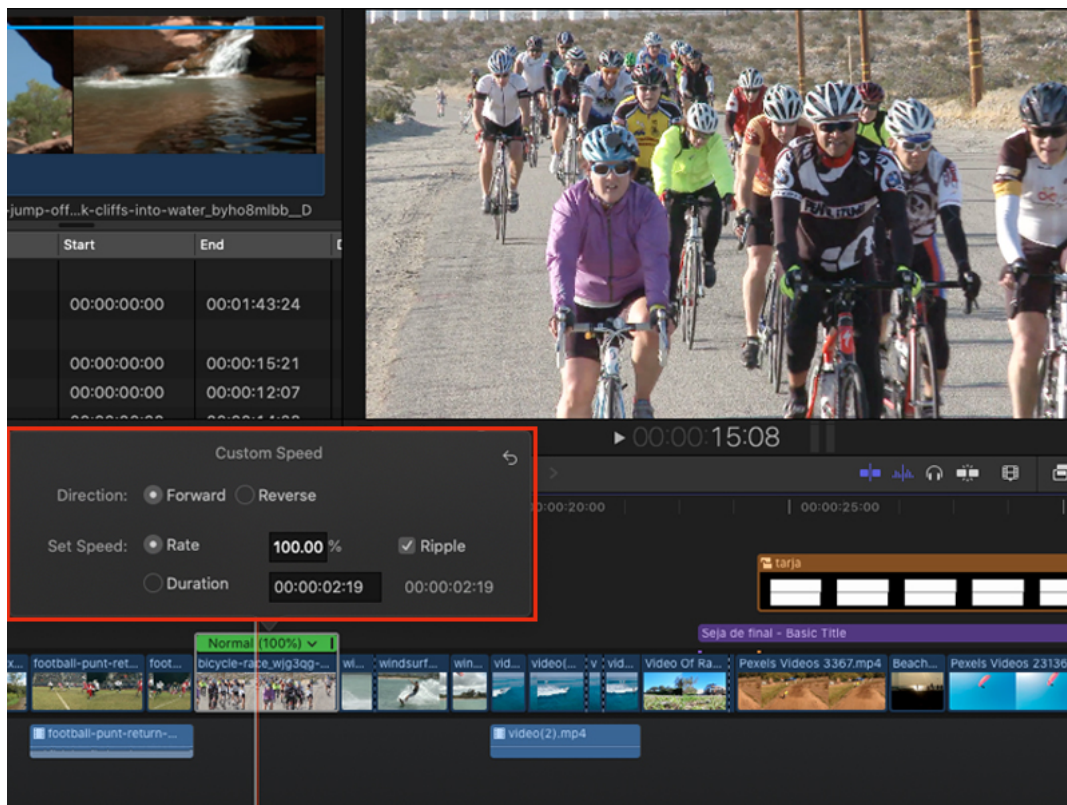 -jump-off...k-cliffs-into-water_byho8mlbb__D
Start End
00:00:00:00 00:01:43:24
00:00:00:00 00:00:15:21
00:00:00:00 00:00:12:07
00:00:00:00
00:00:15:08
Custom Speed
Direction: Forward Reverse
Set Speed: Rate 100.00 % Ripple
Duration 00:00:02:19 00:00:02:19
00:00:20:00 00:00:25:00
tarja
Seja de final - Basic Title
Normal (100%)
football-punt-ret... foot... bicycle-race_wjg3qg-... wi... windsurf... win... vid... video(... v vid... Video Of Ra... Pexels Videos 3367.mp4 Beach... Pexels Videos 23136
football-punt-return-... video(2).mp4